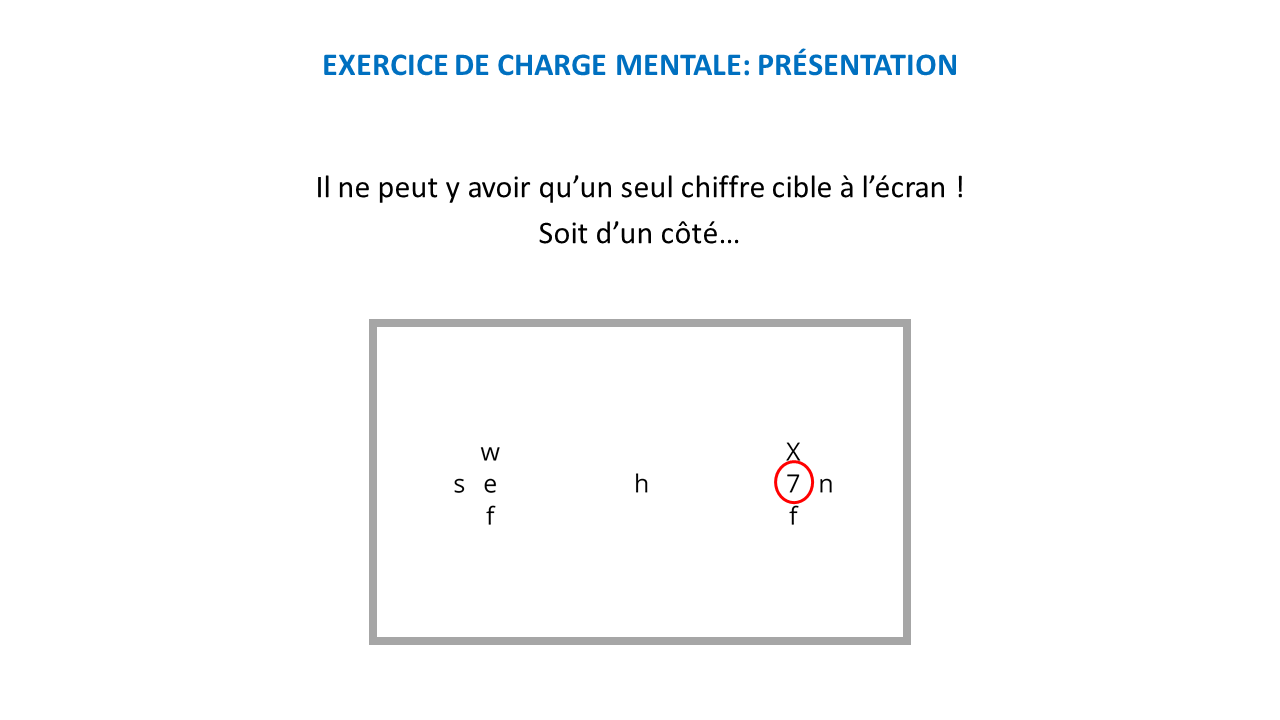 EXERCICE DE CHARGE MENTALE: PRÉSENTATION
Il ne peut y avoir qu’un seul chiffre cible à l’écran !
Soit d’un côté…
w X
s e h 7 n
f f